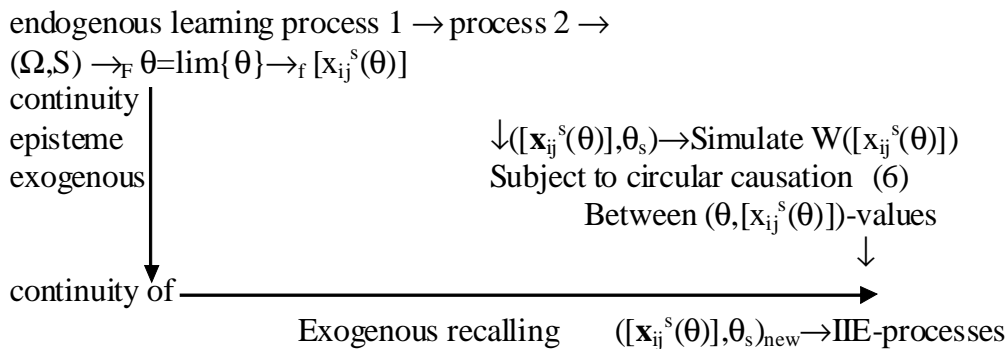 endogenous learning process 1 → process 2 →
(Ω,S) →F θ=lim{θ}→f [xijs(θ)]
continuity
episteme ↓([xijs(θ)],θs)→Simulate W([xijs(θ)])
exogenous Subject to circular causation (6)
Between (θ,[xijs(θ)])-values
↓
continuity of
Exogenous recalling ([xijs(θ)],θs)new→IIE-processes